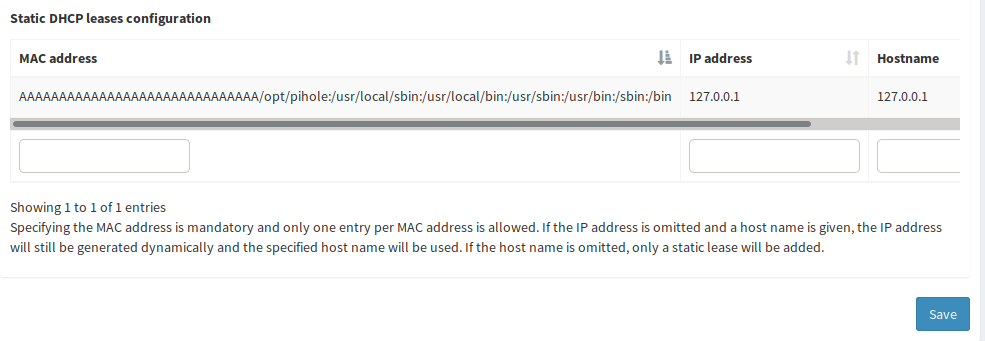 Static DHCP leases configuration
MAC address IP address Hostname
AAAAAAAAAAAAAAAAAAAAAAAAAAAAAA/opt/pihole:/usr/local/sbin:/usr/local/bin:/usr/sbin:/usr/bin:/sbin:/bin 127.0.0.1 127.0.0.1
Showing 1 to 1 of 1 entries
Specifying the MAC address is mandatory and only one entry per MAC address is allowed. If the IP address is omitted and a host name is given, the IP address
will still be generated dynamically and the specified host name will be used. If the host name is omitted, only a static lease will be added.
Save